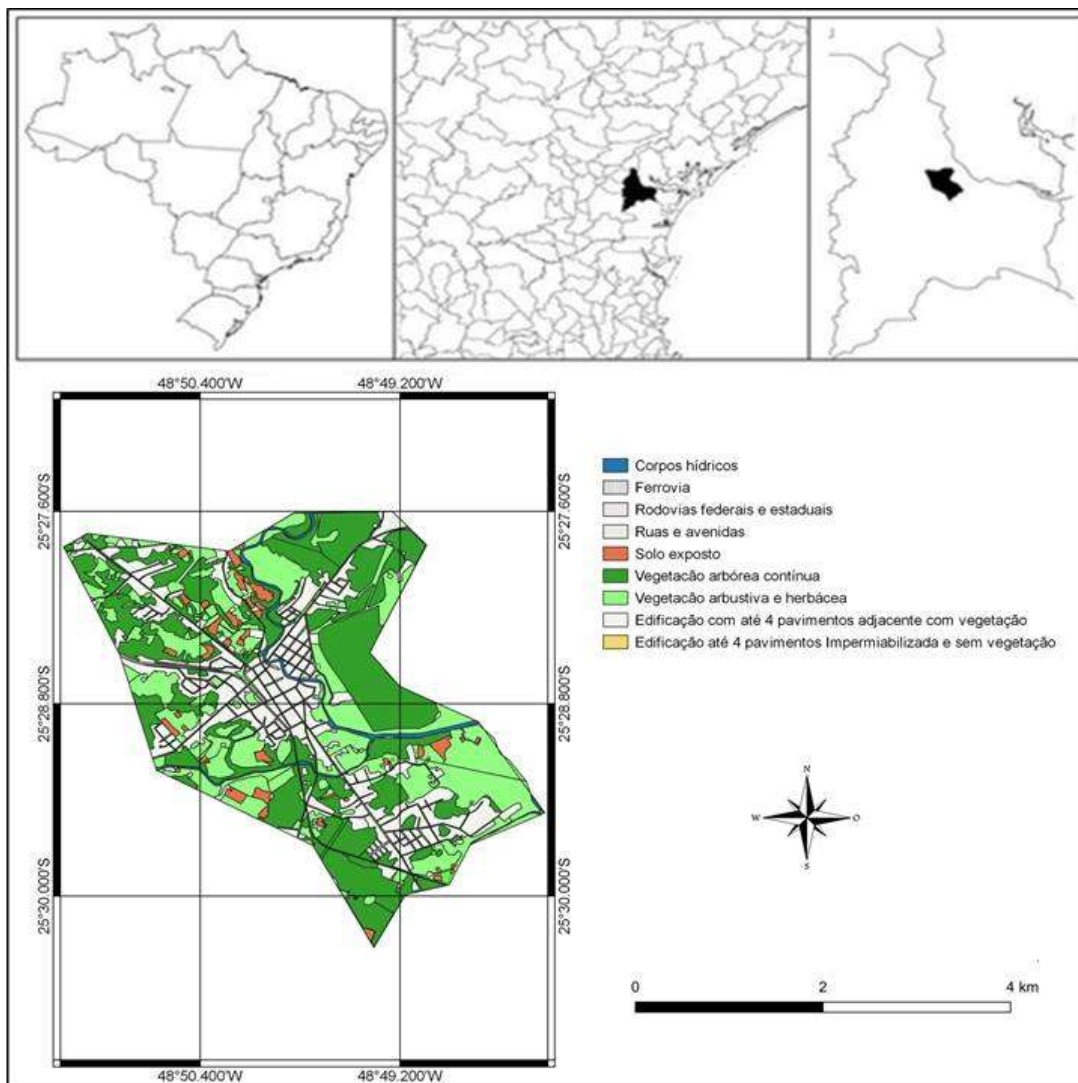 48°50.400'W 48°49.200'W
25°27.600'S 25°27.600'S
25°28.800'S 25°28.800'S
25°30.000'S 25°30.000'S
48°50.400'W 48°49.200'W
Corpos hídricos
Ferrovia
Rodovias federais e estaduais
Ruas e avenidas
Solo exposto
Vegetacão arbórea contínua
Vegetacão arbustiva e herbácea
Edificação com até 4 pavimentos adjacente com vegetação
Edificação até 4 pavimentos Impermiabilizada e sem vegetação
N
W O
S
0 2 4 km